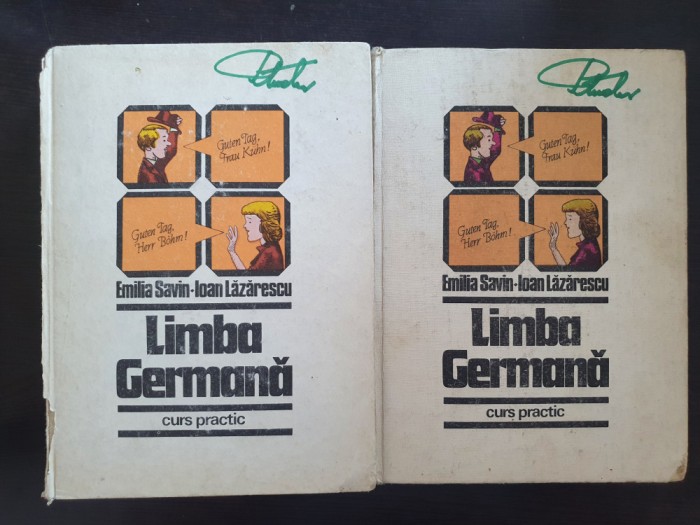 Guten Tag,
Frau Kühn!
Guten Tag,
Herr Böhm!
Emilia Savin-Ioan Lăzărescu
Limba
Germană
curs practic
Guten Tag,
Frau Kühn!
Guten Tag,
Herr Böhm!
Emilia Savin-Ioan Lăzărescu
Limba
Germană
curs practic